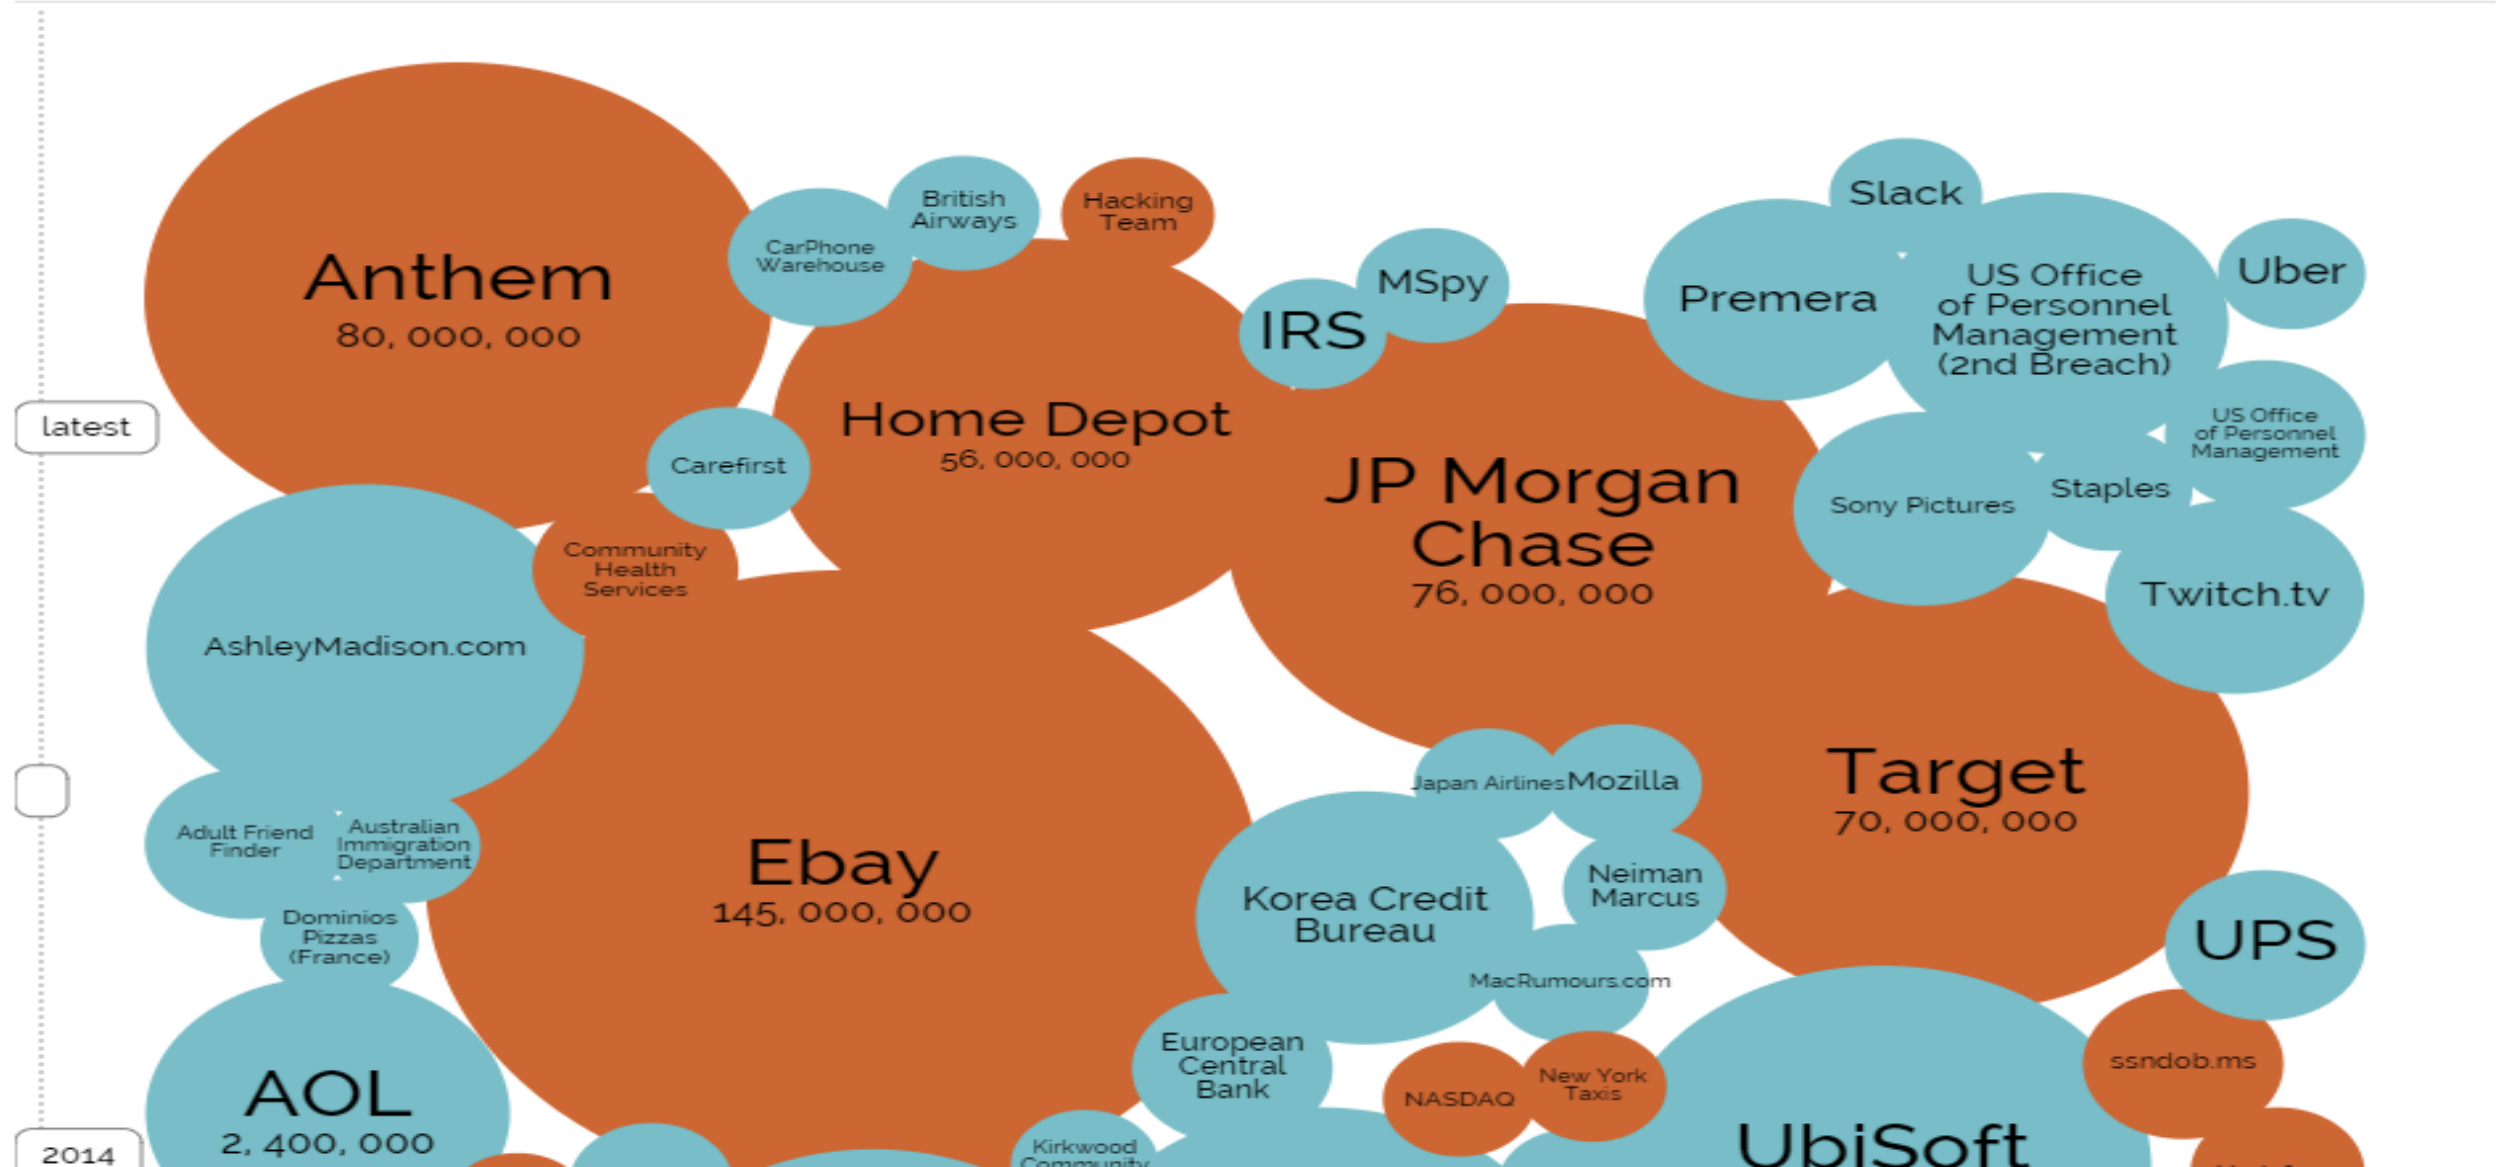 Slack
British
Airways
Hacking
Team
CarPhone
Warehouse
Anthem
80, 000, 000
MSpy
IRS
Premera
US Office
of Personnel
Management
(2nd Breach)
Uber
latest
Home Depot
56, 000, 000
Carefirst
JP Morgan
Chase
76, 000, 000
US Office
of Personnel
Management
Sony Pictures
Staples
Community
Health
Services
Twitch.tv
AshleyMadison.com
Japan Airlines
Mozilla
Target
70, 000, 000
Adult Friend
Finder
Australian
Immigration
Department
Ebay
145, 000, 000
Korea Credit
Bureau
Neiman
Marcus
Dominios
Pizzas
(France)
UPS
MacRumours.com
European
Central
Bank
NASDAQ
New York
Taxis
ssndob.ms
AOL
2, 400, 000
2014
Kirkwood
Community
UbiSoft